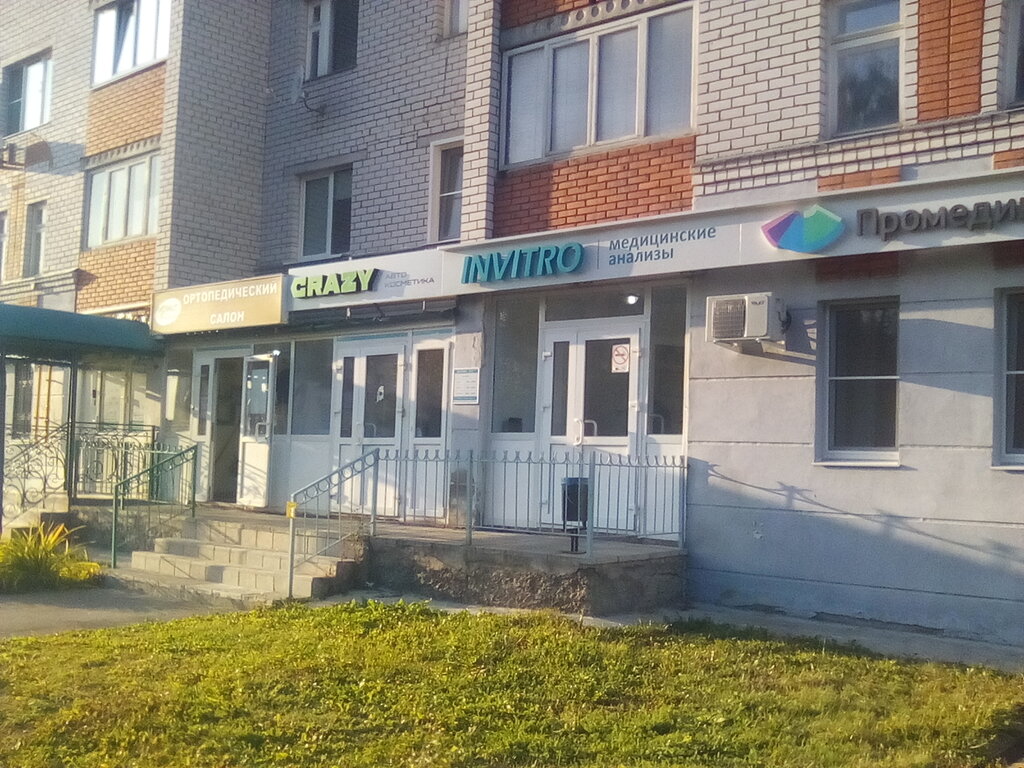 ОРТОПЕДИЧЕСКИЙ
САЛОН
CRAZY
АВТО
КОСМЕТИКА
INVITRO
медицинские
анализы
Промеди